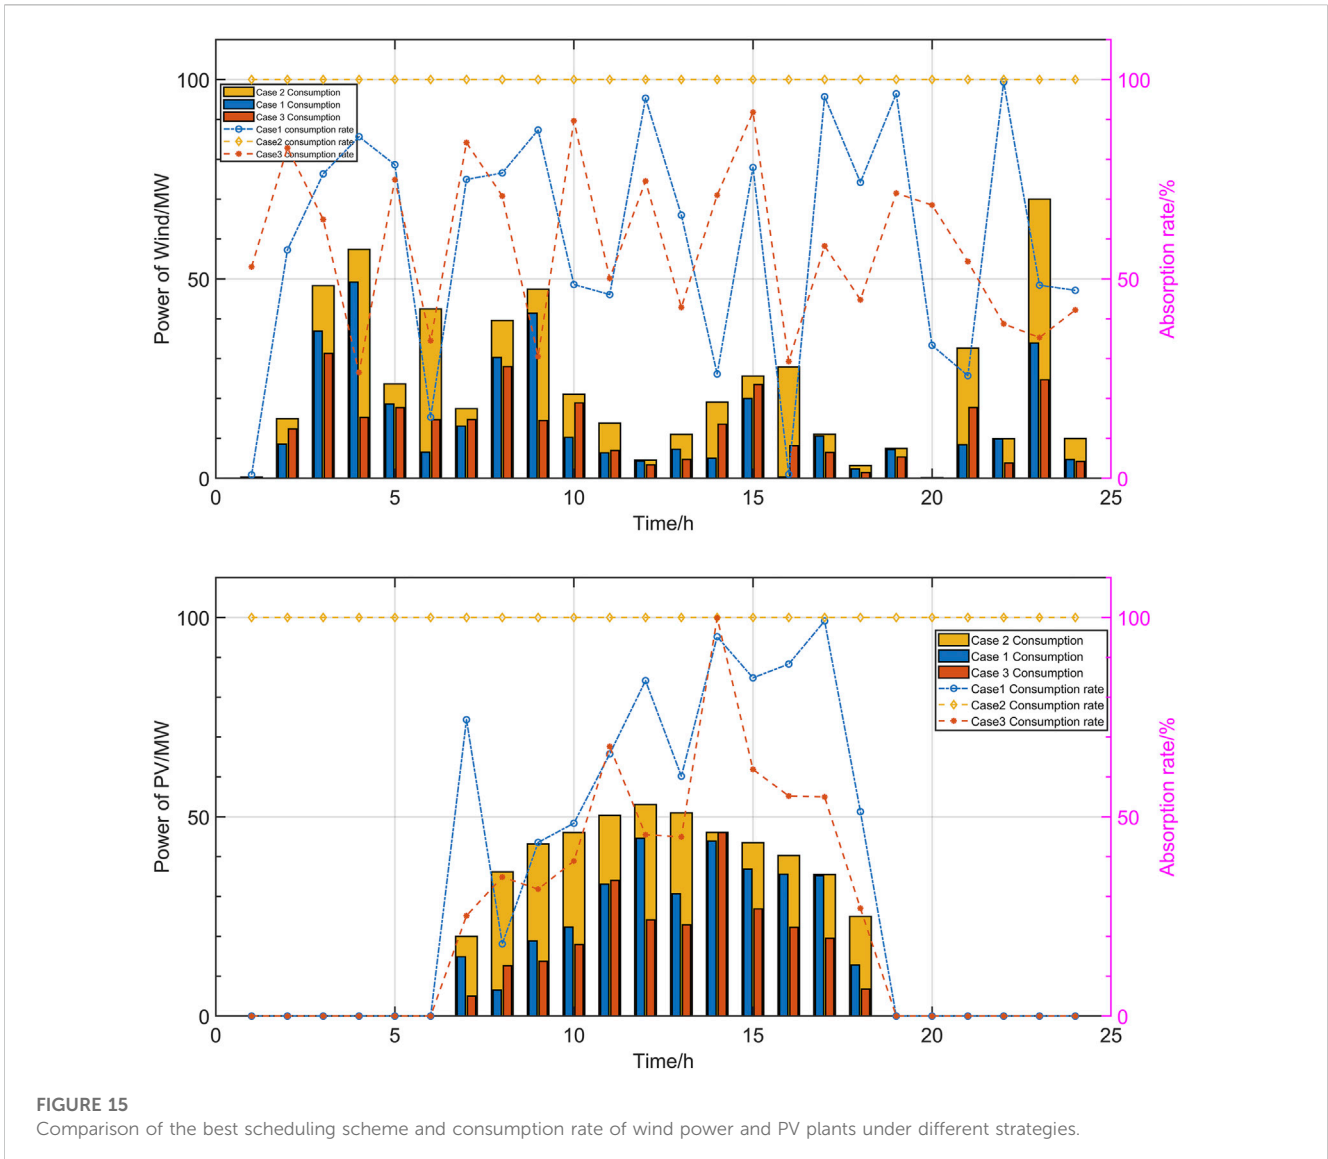 100
50
0
Power of Wind/MW
Case 2 Consumption
Case 1 Consumption
Case 3 Consumption
Case1 consumption rate
Case2 consumption rate
Case3 consumption rate
100
50
0
Absorption rate/%
0 5 10 15 20 25
Time/h
100
50
0
Power of PV/MW
Case 2 Consumption
Case 1 Consumption
Case 3 Consumption
Case1 Consumption rate
Case2 Consumption rate
Case3 Consumption rate
100
50
0
Absorption rate/%
0 5 10 15 20 25
Time/h
FIGURE 15
Comparison of the best scheduling scheme and consumption rate of wind power and PV plants under different strategies.